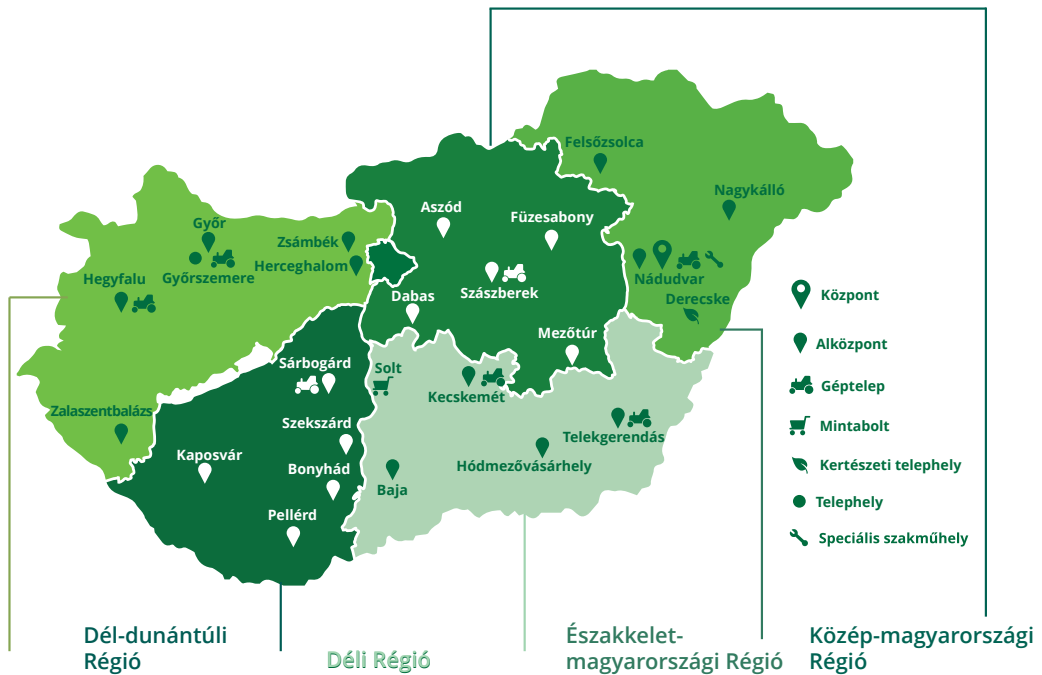 Felsőzsolca
Nagykálló
Aszód
Füzesabony
Győr
Zsámbék
Herceghalom
Győrszemere
Hegyfalu
Nádudvar
Derecske
Szászberek
Dabas
Mezőtúr
Sárbogárd
Solt
Kecskemét
Zalaszentbalázs
Szekszárd
Telekgerendás
Kaposvár
Bonyhád
Hódmezővásárhely
Baja
Pellérd
Központ
Alközpont
Géptelep
Mintabolt
Kertészeti telephely
Telephely
Speciális szakműhely
Dél-dunántúli
Régió
Déli Régió
Északkelet-
magyarországi Régió
Közép-magyarországi
Régió